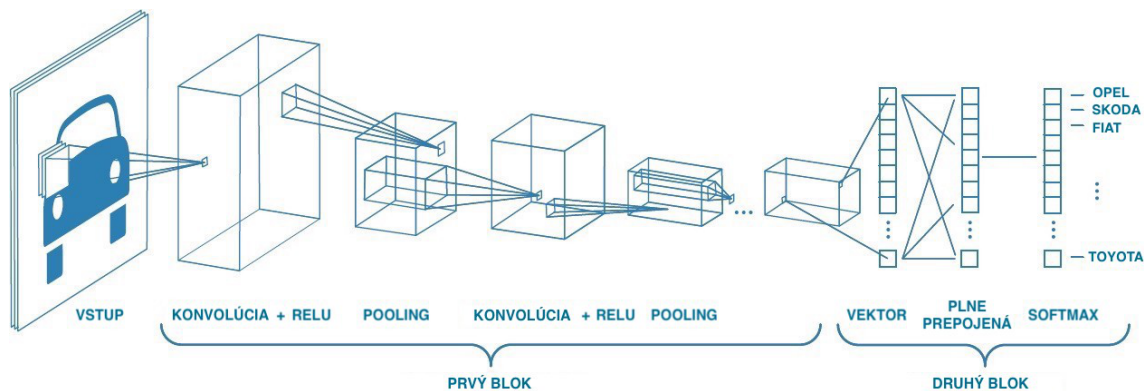 OPEL
SKODA
FIAT
TOYOTA
VSTUP
KONVOLÚCIA + RELU
POOLING
KONVOLÚCIA + RELU
POOLING
VEKTOR
PLNE
PREPOJENÁ
SOFTMAX
PRVÝ BLOK
DRUHÝ BLOK